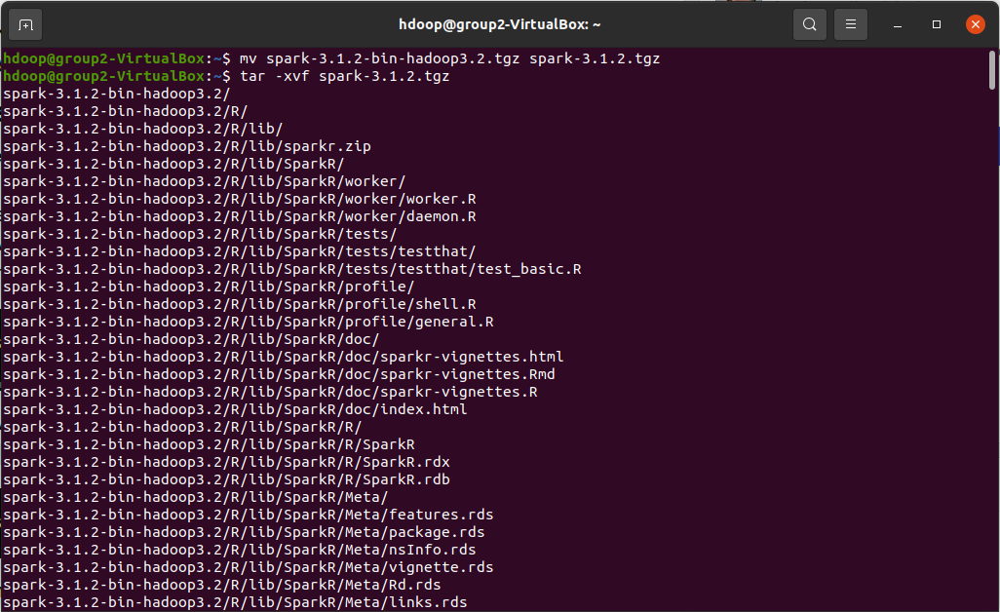 hdoop@group2-VirtualBox: ~
hdoop@group2-VirtualBox:~$ mv spark-3.1.2-bin-hadoop3.2.tgz spark-3.1.2.tgz
hdoop@group2-VirtualBox:~$ tar -xvf spark-3.1.2.tgz
spark-3.1.2-bin-hadoop3.2/
spark-3.1.2-bin-hadoop3.2/R/
spark-3.1.2-bin-hadoop3.2/R/lib/
spark-3.1.2-bin-hadoop3.2/R/lib/sparkr.zip
spark-3.1.2-bin-hadoop3.2/R/lib/SparkR/
spark-3.1.2-bin-hadoop3.2/R/lib/SparkR/worker/
spark-3.1.2-bin-hadoop3.2/R/lib/SparkR/worker/worker.R
spark-3.1.2-bin-hadoop3.2/R/lib/SparkR/worker/daemon.R
spark-3.1.2-bin-hadoop3.2/R/lib/SparkR/tests/
spark-3.1.2-bin-hadoop3.2/R/lib/SparkR/tests/testthat/
spark-3.1.2-bin-hadoop3.2/R/lib/SparkR/tests/testthat/test_basic.R
spark-3.1.2-bin-hadoop3.2/R/lib/SparkR/profile/
spark-3.1.2-bin-hadoop3.2/R/lib/SparkR/profile/shell.R
spark-3.1.2-bin-hadoop3.2/R/lib/SparkR/profile/general.R
spark-3.1.2-bin-hadoop3.2/R/lib/SparkR/doc/
spark-3.1.2-bin-hadoop3.2/R/lib/SparkR/doc/sparkr-vignettes.html
spark-3.1.2-bin-hadoop3.2/R/lib/SparkR/doc/sparkr-vignettes.Rmd
spark-3.1.2-bin-hadoop3.2/R/lib/SparkR/doc/sparkr-vignettes.R
spark-3.1.2-bin-hadoop3.2/R/lib/SparkR/doc/index.html
spark-3.1.2-bin-hadoop3.2/R/lib/SparkR/R/
spark-3.1.2-bin-hadoop3.2/R/lib/SparkR/R/SparkR
spark-3.1.2-bin-hadoop3.2/R/lib/SparkR/R/SparkR.rdx
spark-3.1.2-bin-hadoop3.2/R/lib/SparkR/R/SparkR.rdb
spark-3.1.2-bin-hadoop3.2/R/lib/SparkR/Meta/
spark-3.1.2-bin-hadoop3.2/R/lib/SparkR/Meta/features.rds
spark-3.1.2-bin-hadoop3.2/R/lib/SparkR/Meta/package.rds
spark-3.1.2-bin-hadoop3.2/R/lib/SparkR/Meta/nsInfo.rds
spark-3.1.2-bin-hadoop3.2/R/lib/SparkR/Meta/vignette.rds
spark-3.1.2-bin-hadoop3.2/R/lib/SparkR/Meta/Rd.rds
spark-3.1.2-bin-hadoop3.2/R/lib/SparkR/Meta/links.rds